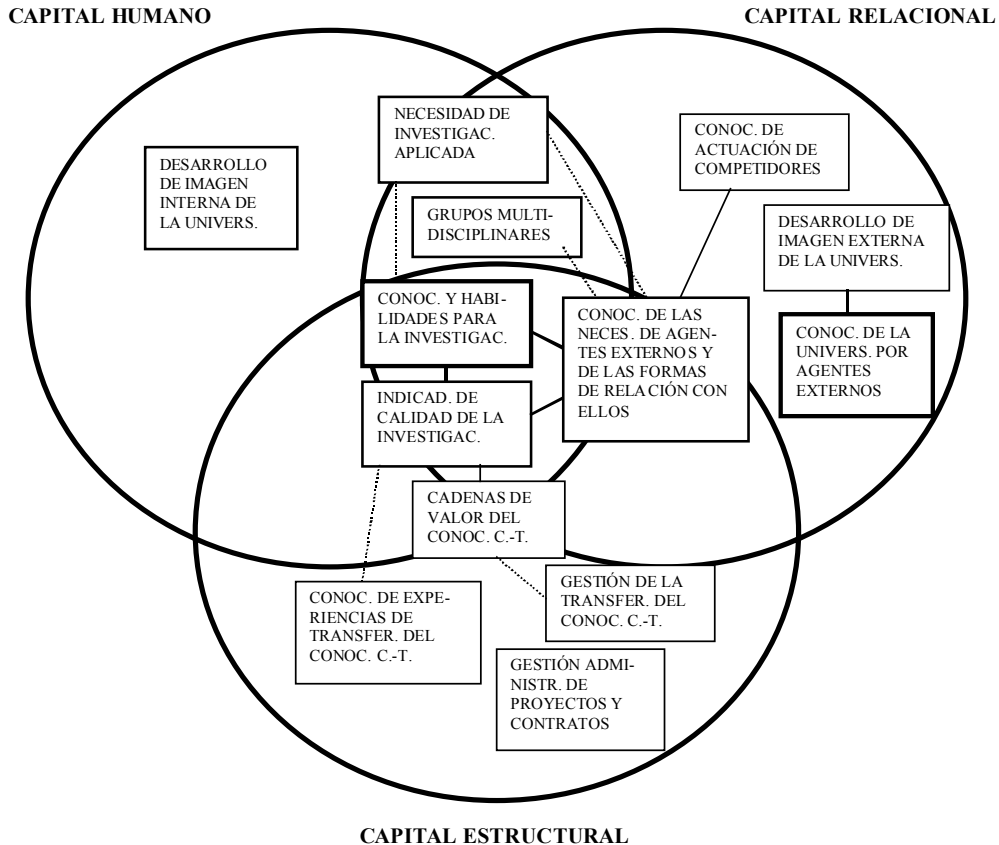 CAPITAL HUMANO
CAPITAL RELACIONAL
NECESIDAD DE
INVESTIGAC.
APLICADA
CONOC. DE
ACTUACIÓN DE
COMPETIDORES
DESARROLLO
DE IMAGEN
INTERNA DE
LA UNIVERS.
GRUPOS MULTI-
DISCIPLINARES
DESARROLLO DE
IMAGEN EXTERNA
DE LA UNIVERS.
CONOC. Y HABI-
LIDADES PARA
LA INVESTIGAC.
CONOC. DE LAS
NECES. DE AGEN-
TES EXTERNOS Y
DE LAS FORMAS
DE RELACIÓN CON
ELLOS
CONOC. DE LA
UNIVERS. POR
AGENTES
EXTERNOS
INDICAD. DE
CALIDAD DE LA
INVESTIGAC.
CADENAS DE
VALOR DEL
CONOC. C.-T.
CONOC. DE EXPE-
RIENCIAS DE
TRANSFER. DEL
CONOC. C.-T.
GESTIÓN DE LA
TRANSFER. DEL
CONOC. C.-T.
GESTIÓN ADMI-
NISTR. DE
PROYECTOS Y
CONTRATOS
CAPITAL ESTRUCTURAL